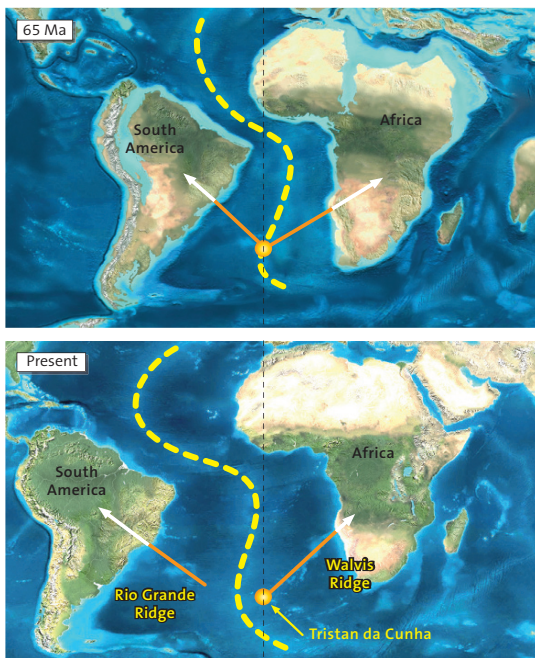 65 Ma
South
America
Africa
Present
South
America
Africa
Rio Grande
Ridge
Walvis
Ridge
Tristan da Cunha